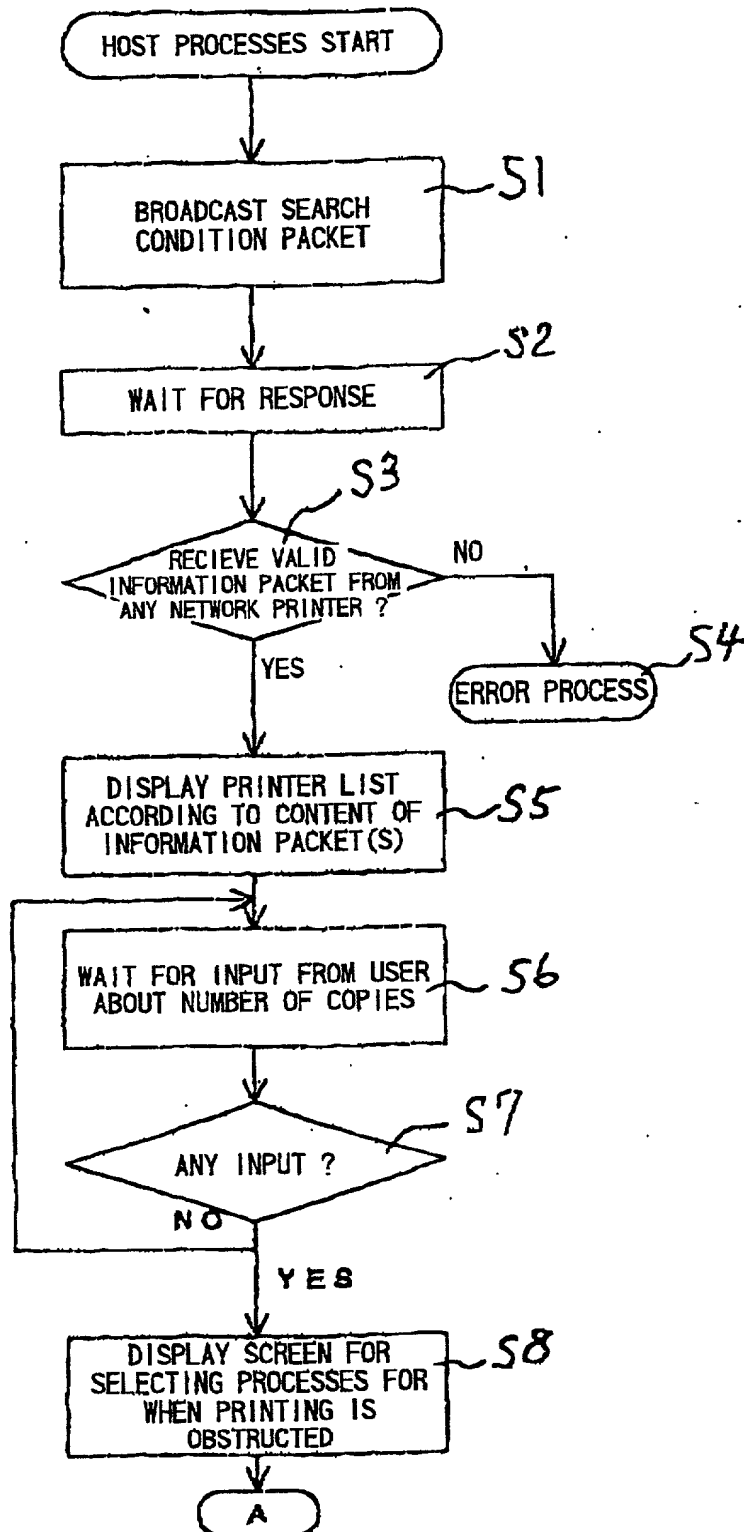 HOST PROCESSES START
S1
BROADCAST SEARCH
CONDITION PACKET
S2
WAIT FOR RESPONSE
S3
RECIEVE VALID
INFORMATION PACKET FROM
ANY NETWORK PRINTER ?
NO
YES
S4
ERROR PROCESS
DISPLAY PRINTER LIST
ACCORDING TO CONTENT OF
INFORMATION PACKET(S)
S5
WAIT FOR INPUT FROM USER
ABOUT NUMBER OF COPIES
S6
S7
ANY INPUT ?
NO
YES
DISPLAY SCREEN FOR
SELECTING PROCESSES FOR
WHEN PRINTING IS
OBSTRUCTED
S8
A